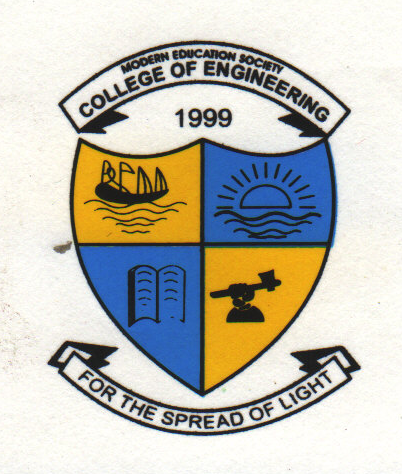 MODERN EDUCATION SOCIETY
COLLEGE OF ENGINEERING
1999
FOR THE SPREAD OF LIGHT